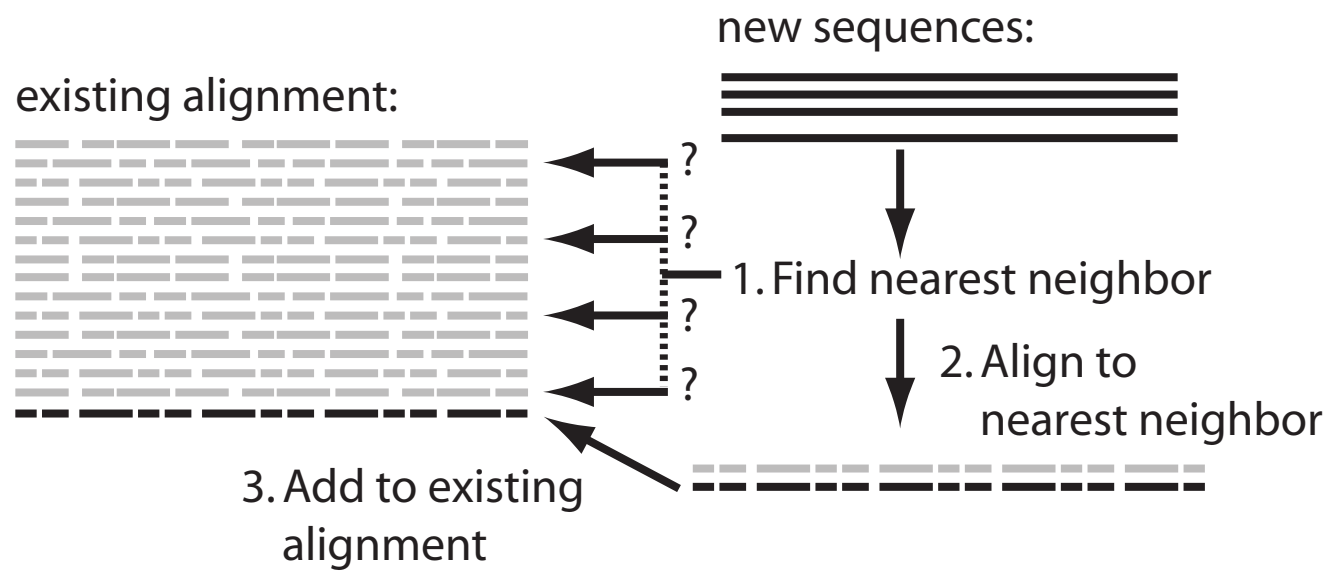 new sequences:
existing alignment:
?
?
1. Find nearest neighbor
?
2. Align to
nearest neighbor
?
3. Add to existing
alignment